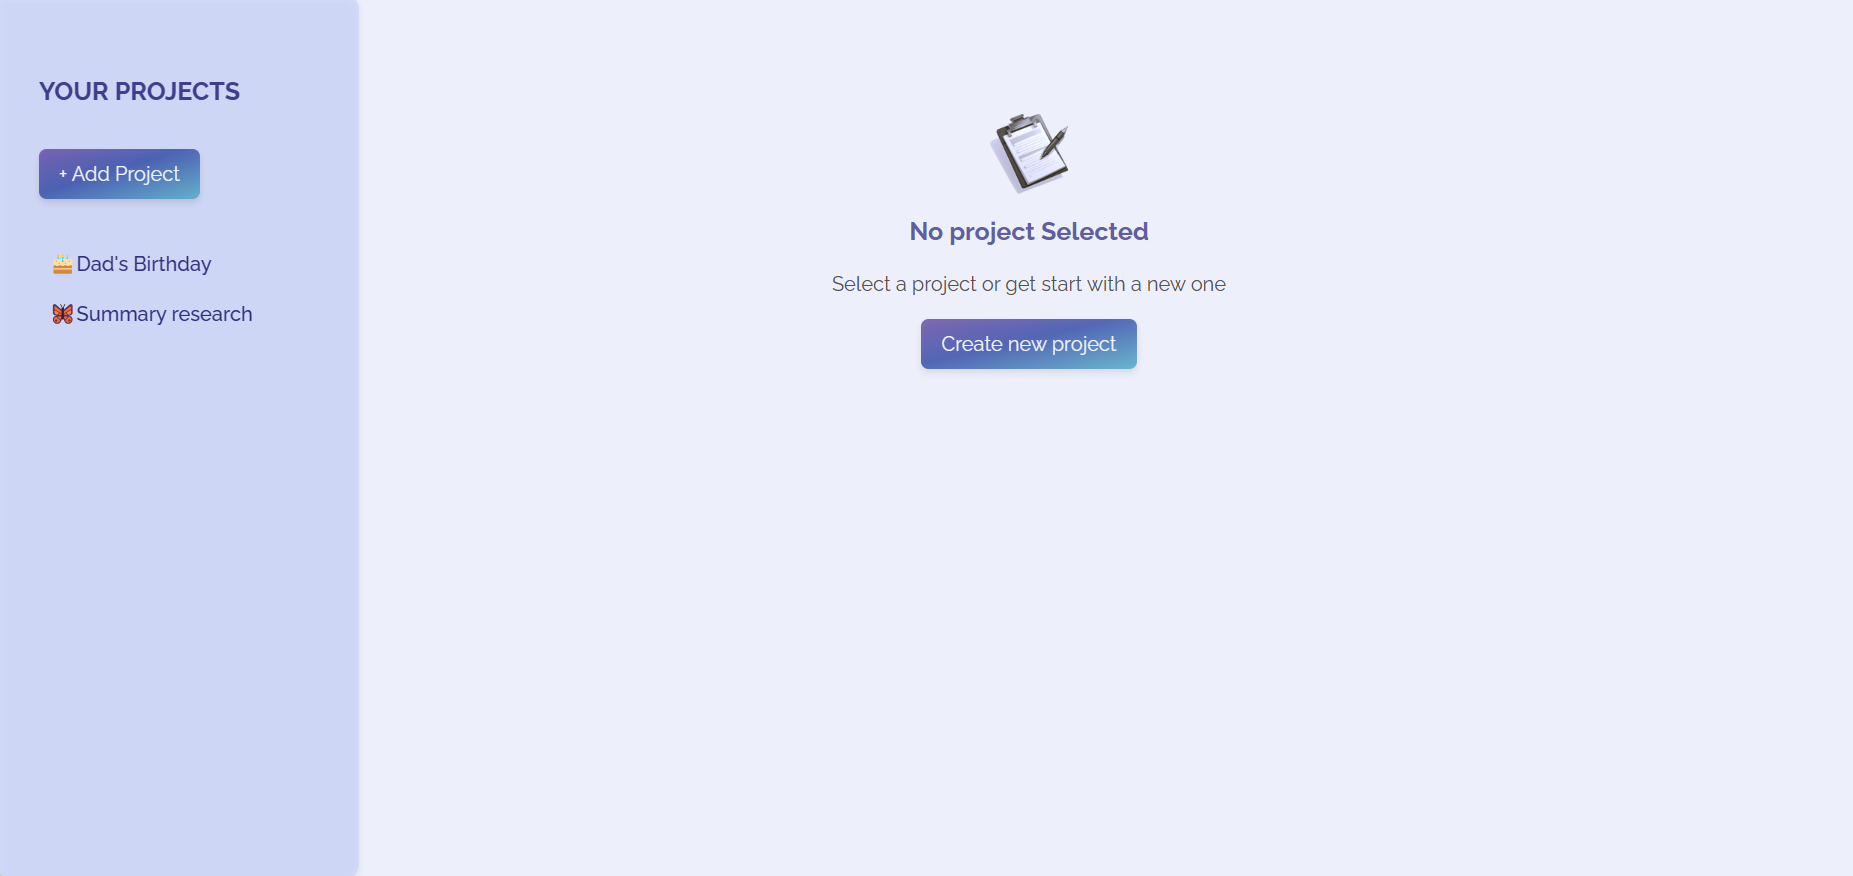 YOUR PROJECTS
+ Add Project
🎂Dad's Birthday
🦋Summary research
No project Selected
Select a project or get start with a new one
Create new project